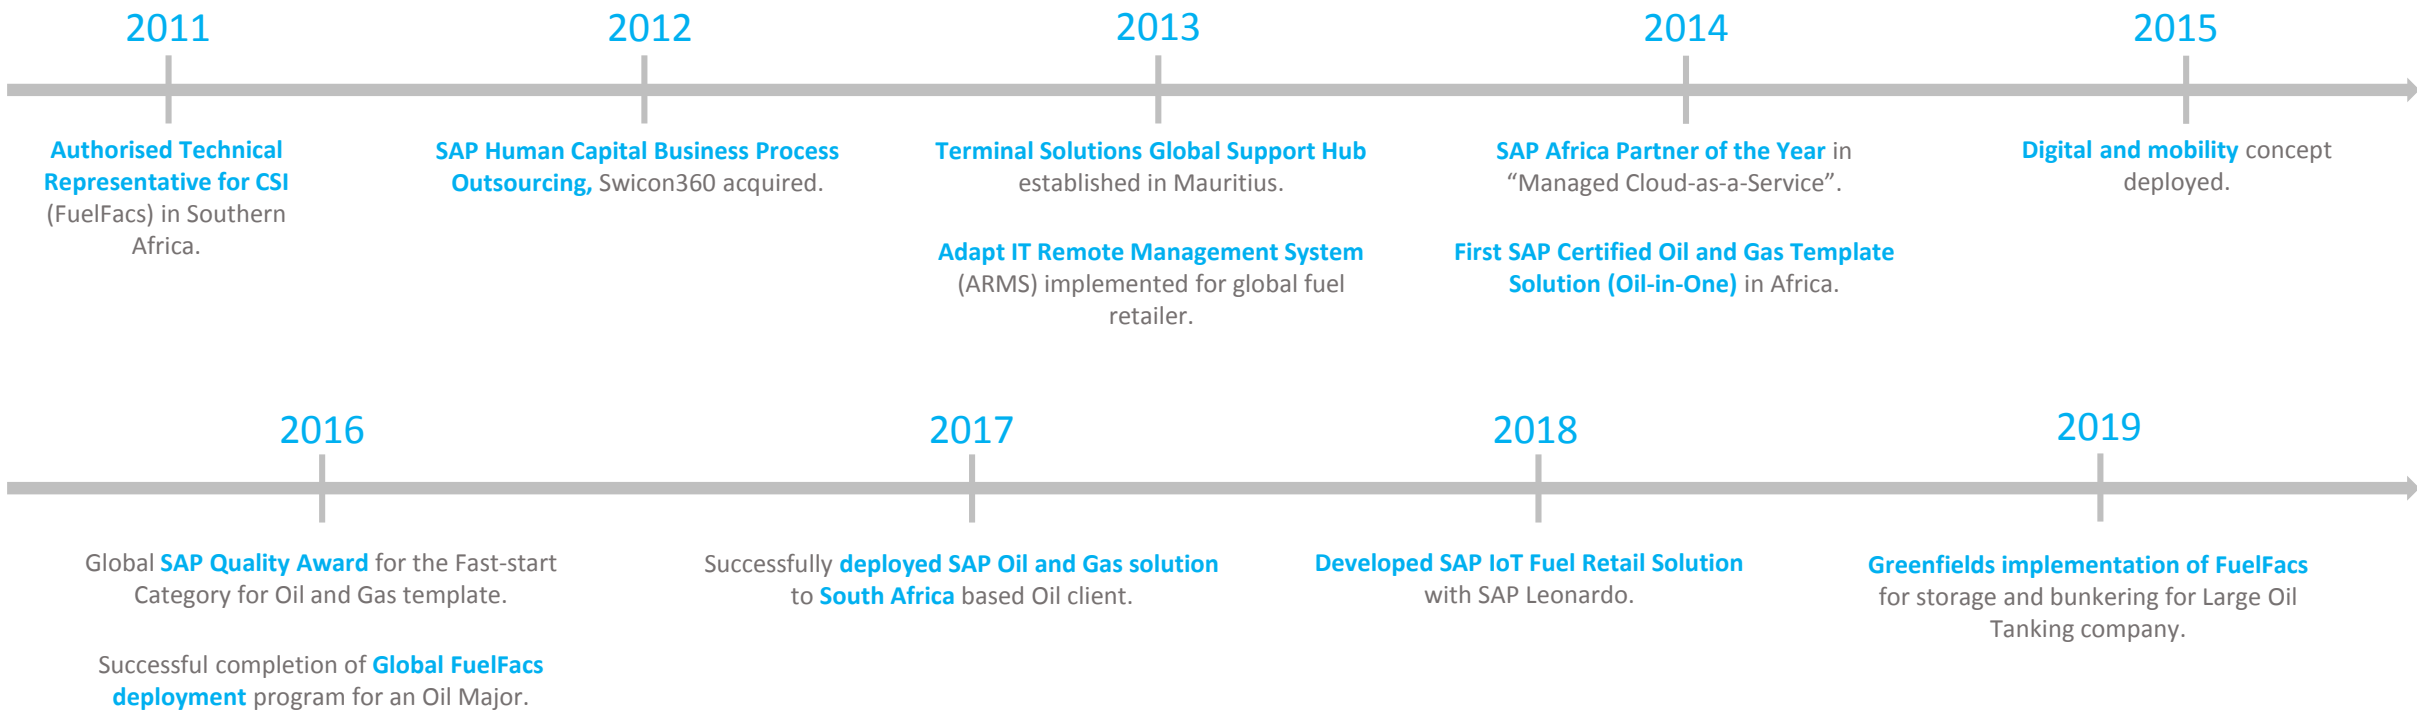 2011
2012
2013
2014
2015
Authorised Technical
Representative for CSI
(FuelFacs) in Southern
Africa.
SAP Human Capital Business Process
Outsourcing, Swicon360 acquired.
Terminal Solutions Global Support Hub
established in Mauritius.
Adapt IT Remote Management System
(ARMS) implemented for global fuel
retailer.
SAP Africa Partner of the Year in
“Managed Cloud-as-a-Service”.
First SAP Certified Oil and Gas Template
Solution (Oil-in-One) in Africa.
Digital and mobility concept
deployed.
2016
2017
2018
2019
Global SAP Quality Award for the Fast-start
Category for Oil and Gas template.
Successful completion of Global FuelFacs
deployment program for an Oil Major.
Successfully deployed SAP Oil and Gas solution
to South Africa based Oil client.
Developed SAP IoT Fuel Retail Solution
with SAP Leonardo.
Greenfields implementation of FuelFacs
for storage and bunkering for Large Oil
Tanking company.